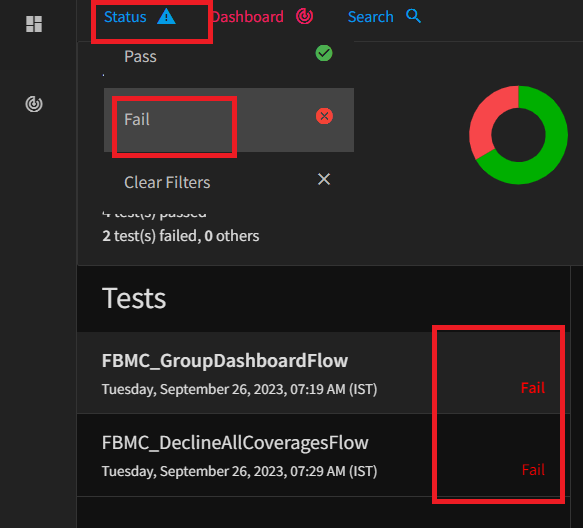 Status Dashboard Search
Pass
Fail
Clear Filters
4 test(s) passed
2 test(s) failed, 0 others
Tests
FBMC_GroupDashboardFlow
Tuesday, September 26, 2023, 07:19 AM (IST)
Fail
FBMC_DeclineAllCoveragesFlow
Tuesday, September 26, 2023, 07:29 AM (IST)
Fail